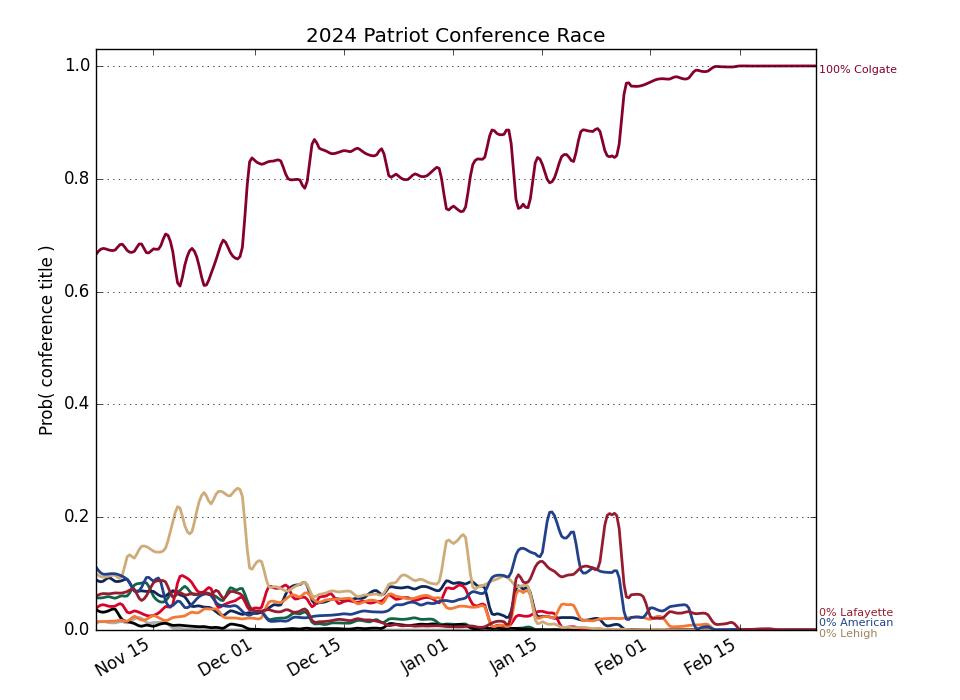 2024 Patriot Conference Race
Prob( conference title )
1.0
0.8
0.6
0.4
0.2
0.0
Nov 15
Dec 01
Dec 15
Jan 01
Jan 15
Feb 01
Feb 15
100% Colgate
0% Lafayette
0% American
0% Lehigh